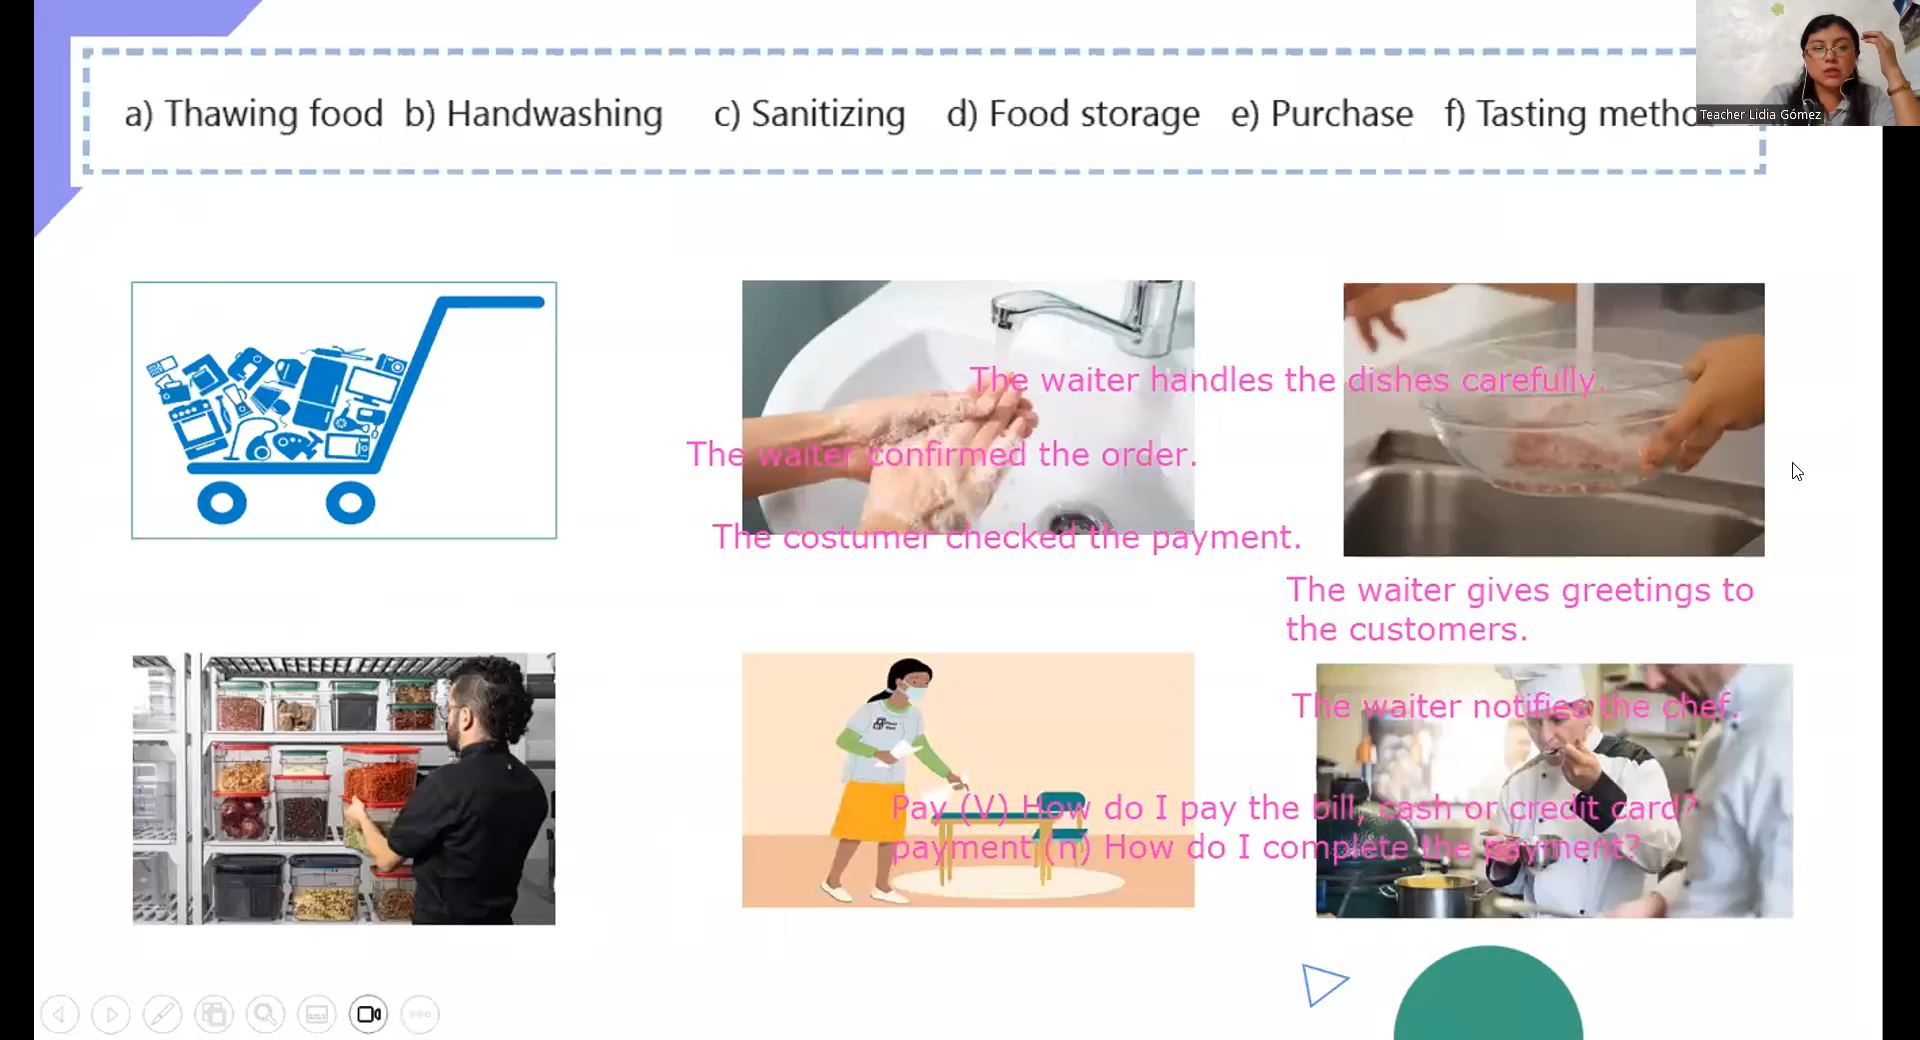 a) Thawing food b) Handwashing c) Sanitizing d) Food storage e) Purchase f) Tasting
Teacher Lidia Gómez
The waiter handles the dishes carefully.
The waiter confirmed the order.
The costumer checked the payment.
The waiter gives greetings to
the customers.
The waiter notifies the chef.
Pay (V) How do I pay the bill, cash or credit card?
payment (n) How do I complete the payment?